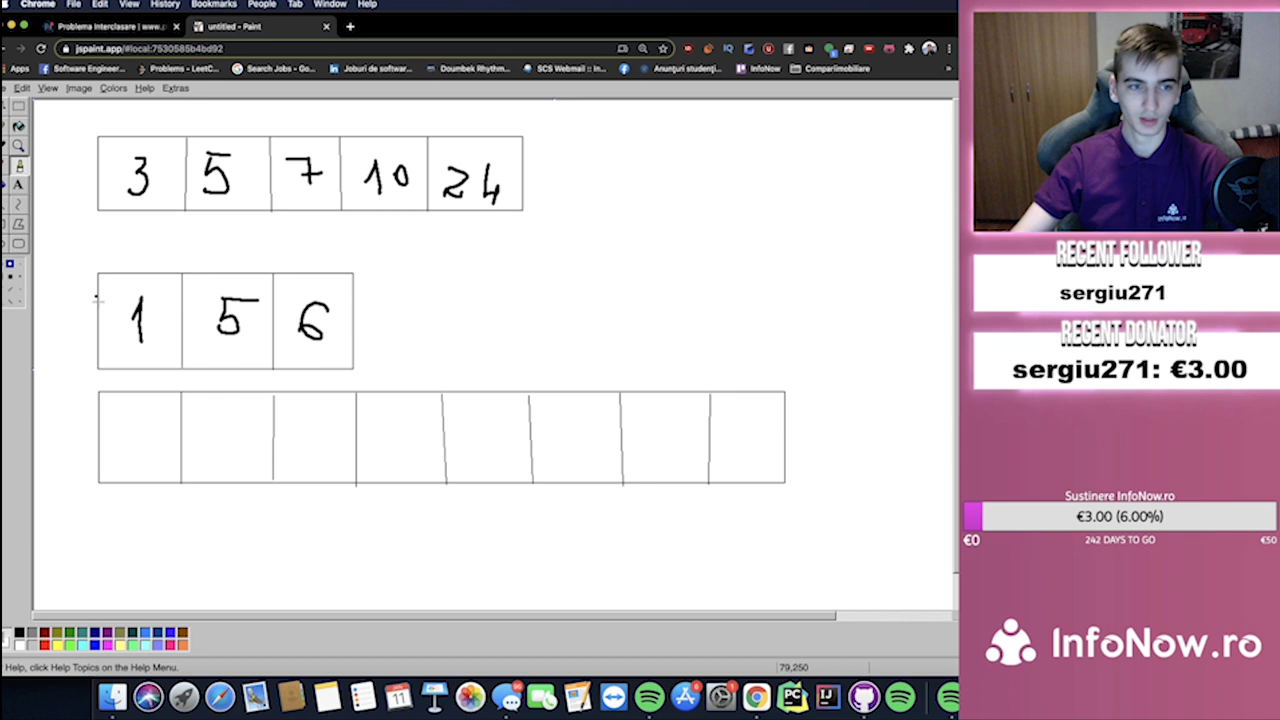 Chrome File Edit View History Bookmarks People Tab Window Help
Problema Interclasare | www.p
untitled - Paint
jspaint.app/#local:7530585b4bd92
Apps
Software Engineer...
Problems - LeetC...
Search Jobs - Go...
Joburi de softwar...
Doumbek Rhythm...
SCS Webmail :: In...
Anunțuri studenți...
InfoNow
Comparimobiliare
Edit View Image Colors Help Extras
3 5 7 10 24
1 5 6
Help, click Help Topics on the Help Menu.
79,250
InfoNow.ro
RECENT FOLLOWER
sergiu271
RECENT DONATOR
sergiu271: €3.00
Sustinere InfoNow.ro
€3.00 (6.00%)
€0
242 DAYS TO GO
€50
InfoNow.ro